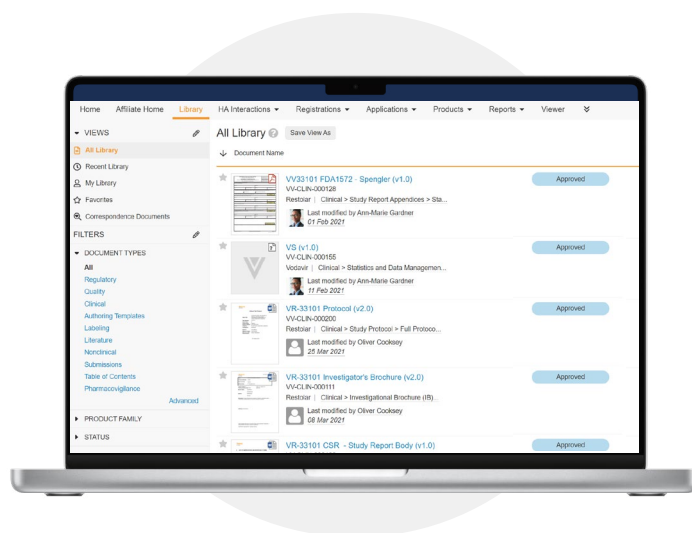 Home Affiliate Home Library HA Interactions Registrations Applications Products Reports Viewer
VIEWS
All Library
Recent Library
My Library
Favorites
Correspondence Documents
FILTERS
DOCUMENT TYPES
All
Regulatory
Quality
Clinical
Authoring Templates
Labeling
Literature
Nonclinical
Submissions
Table of Contents
Pharmacovigilance
Advanced
PRODUCT FAMILY
STATUS
All Library ? Save View As
Document Name
VV33101 FDA1572 - Spengler (v1.0)
Approved
VV-CLIN-000128
Restolar | Clinical > Study Report Appendices > Sta...
Last modified by Ann-Marie Gardner
01 Feb 2021
VS (v1.0)
Approved
VV-CLIN-000155
Vodavir | Clinical > Statistics and Data Managemen...
Last modified by Ann-Marie Gardner
11 Feb 2021
VR-33101 Protocol (v2.0)
Approved
VV-CLIN-000200
Restolar | Clinical > Study Protocol > Full Protoco...
Last modified by Oliver Cooksey
25 Mar 2021
VR-33101 Investigator's Brochure (v2.0)
Approved
VV-CLIN-000111
Restolar | Clinical > Investigational Brochure (IB)...
Last modified by Oliver Cooksey
08 Mar 2021
VR-33101 CSR - Study Report Body (v1.0)
Approved